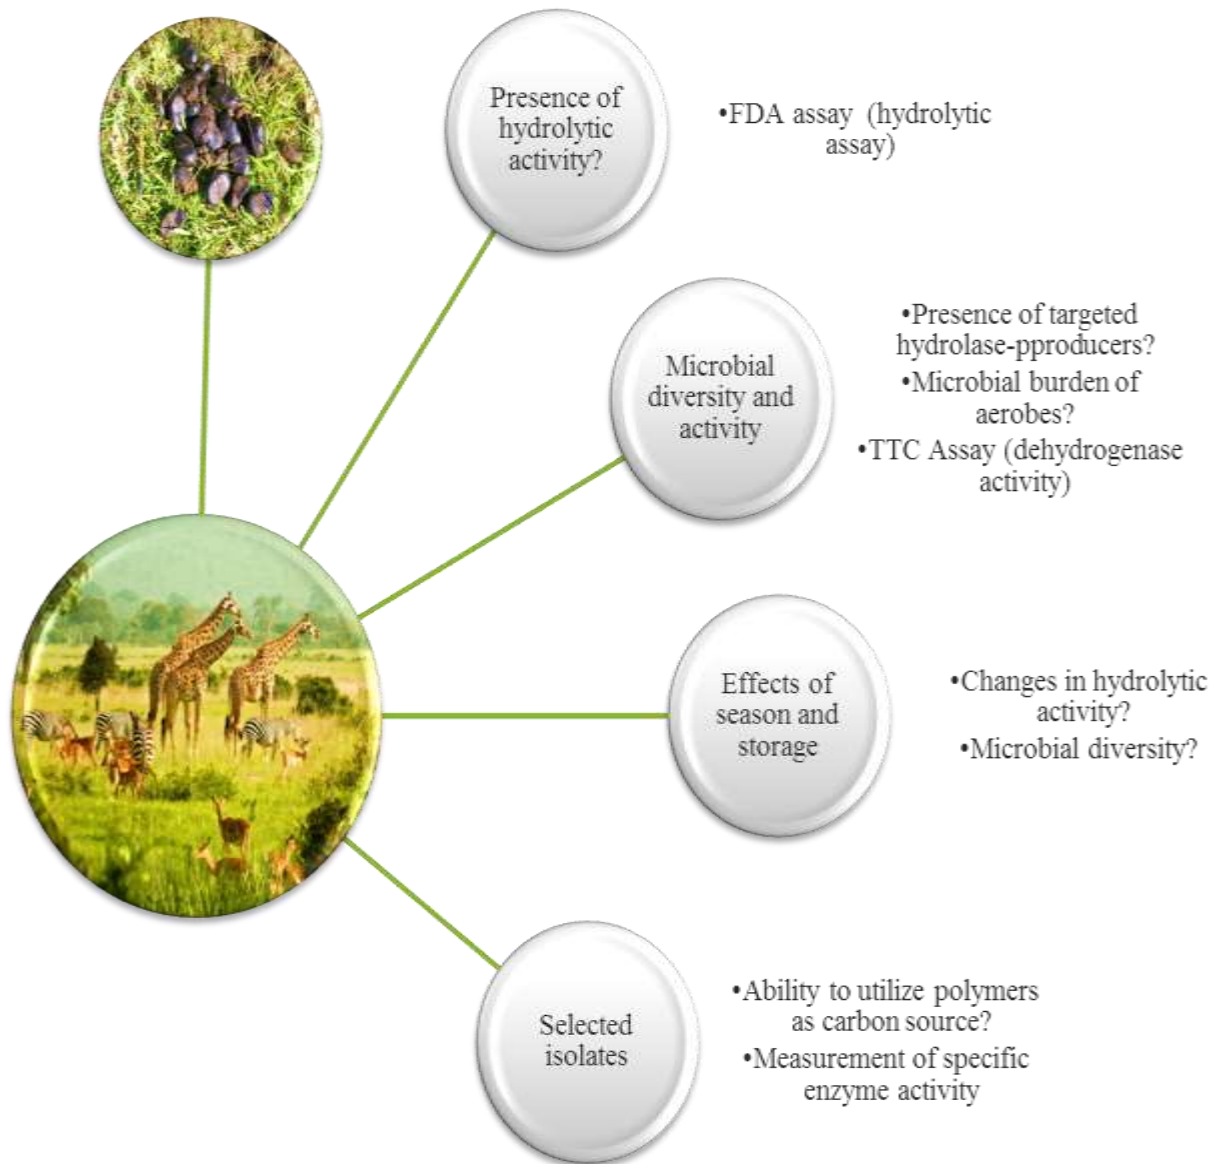 Presence of
hydrolytic
activity?
•FDA assay (hydrolytic
assay)
Microbial
diversity and
activity
•Presence of targeted
hydrolase-pproducers?
•Microbial burden of
aerobes?
•TTC Assay (dehydrogenase
activity)
Effects of
season and
storage
•Changes in hydrolytic
activity?
•Microbial diversity?
Selected
isolates
•Ability to utilize polymers
as carbon source?
•Measurement of specific
enzyme activity